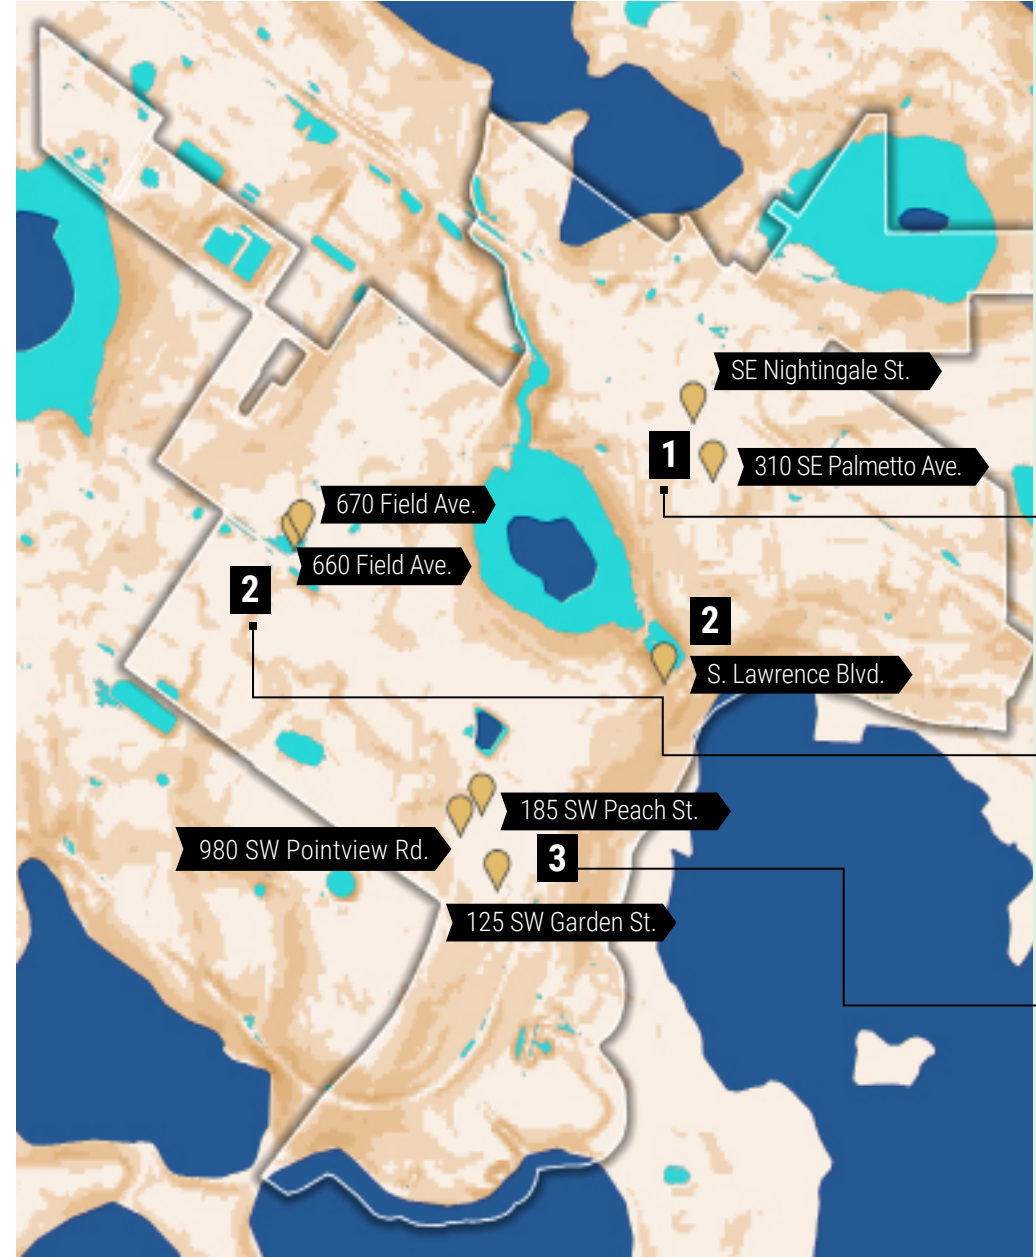 SE Nightingale St.
1
310 SE Palmetto Ave.
670 Field Ave.
660 Field Ave.
2
2
S. Lawrence Blvd.
185 SW Peach St.
980 SW Pointview Rd.
3
125 SW Garden St.